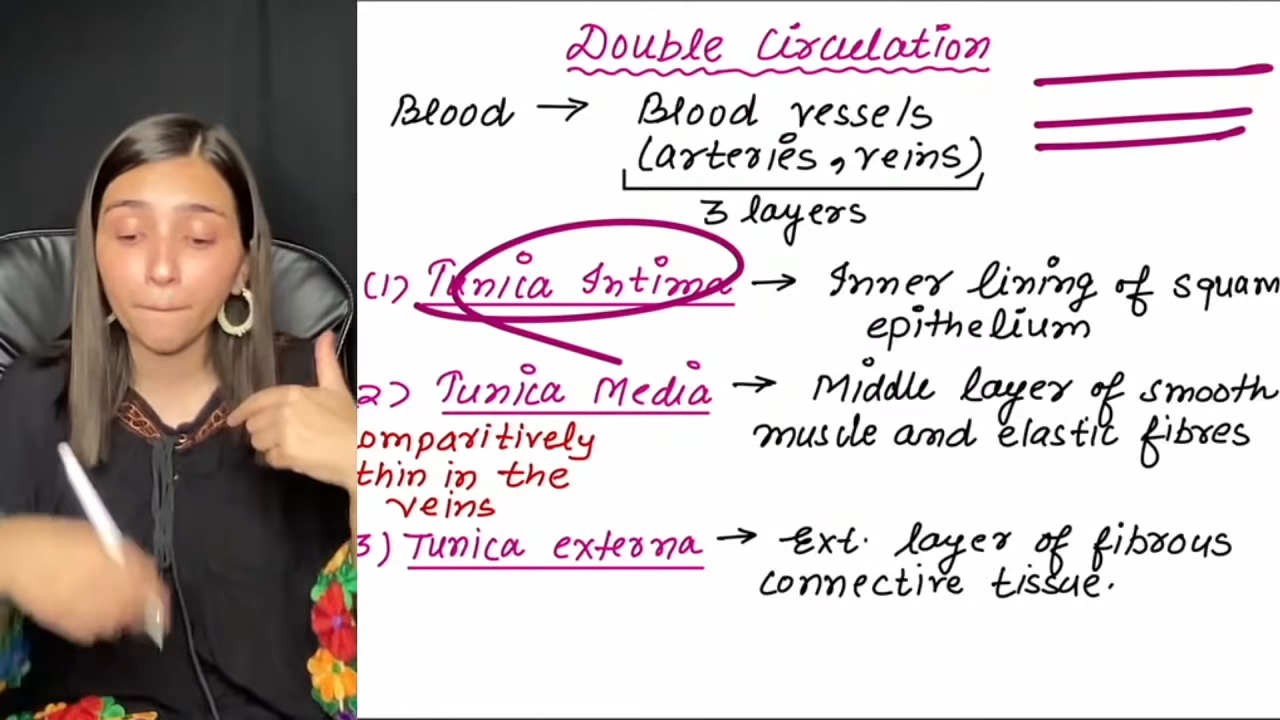 Double Circulation
Blood → Blood vessels
(arteries, veins)
3 layers
(1) Tunica Intima → Inner lining of squam
epithelium
2) Tunica Media → Middle layer of smooth
muscle and elastic fibres
omparitively
thin in the
veins
3) Tunica externa → Ext. layer of fibrous
connective tissue.